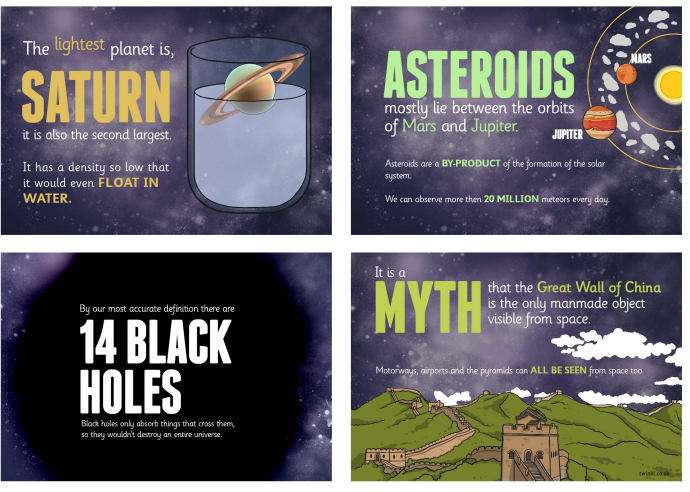 The lightest planet is,
SATURN
it is also the second largest.
It has a density so low that
it would even FLOAT IN
WATER.
ASTEROIDS
mostly lie between the orbits
of Mars and Jupiter.
MARS
JUPITER
Asteroids are a BY-PRODUCT of the formation of the solar
system.
We can observe more then 20 MILLION meteors every day.
By our most accurate definition there are
14 BLACK
HOLES
Black holes only absorb things that cross them,
so they wouldn't destroy an entire universe.
It is a
MYTH
that the Great Wall of China
is the only manmade object
visible from space.
Motorways, airports and the pyramids can ALL BE SEEN from space too.
twinkl.co.uk